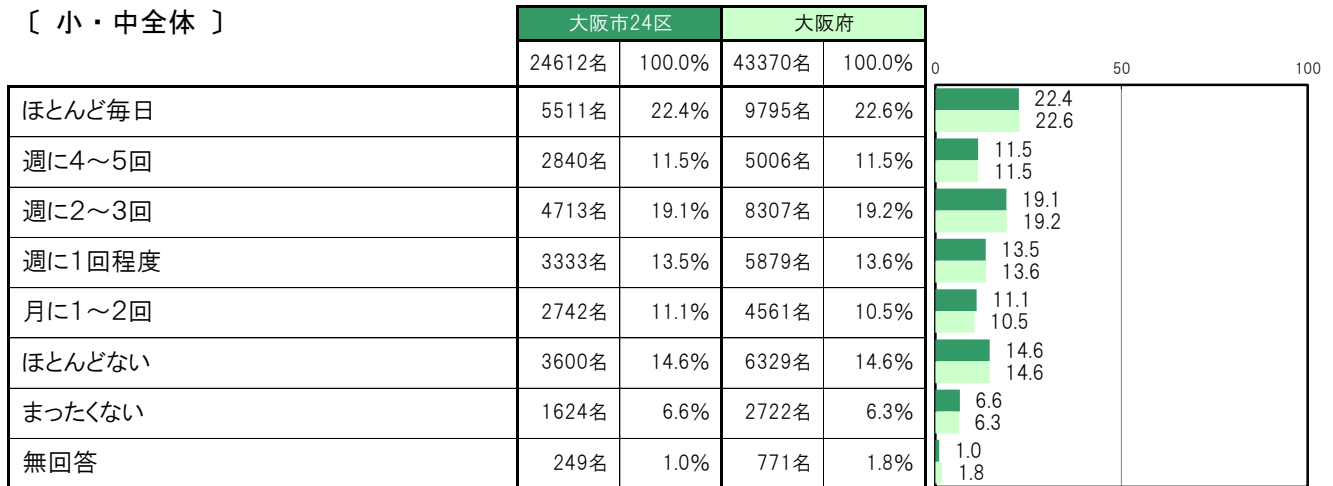 〔 小・中全体 〕
大阪市24区 大阪府
24612名 100.0% 43370名 100.0%
0 50 100
ほとんど毎日 5511名 22.4% 9795名 22.6% 22.4
22.6
週に4～5回 2840名 11.5% 5006名 11.5% 11.5
11.5
週に2～3回 4713名 19.1% 8307名 19.2% 19.1
19.2
週に1回程度 3333名 13.5% 5879名 13.6% 13.5
13.6
月に1～2回 2742名 11.1% 4561名 10.5% 11.1
10.5
ほとんどない 3600名 14.6% 6329名 14.6% 14.6
14.6
まったくない 1624名 6.6% 2722名 6.3% 6.6
6.3
無回答 249名 1.0% 771名 1.8% 1.0
1.8